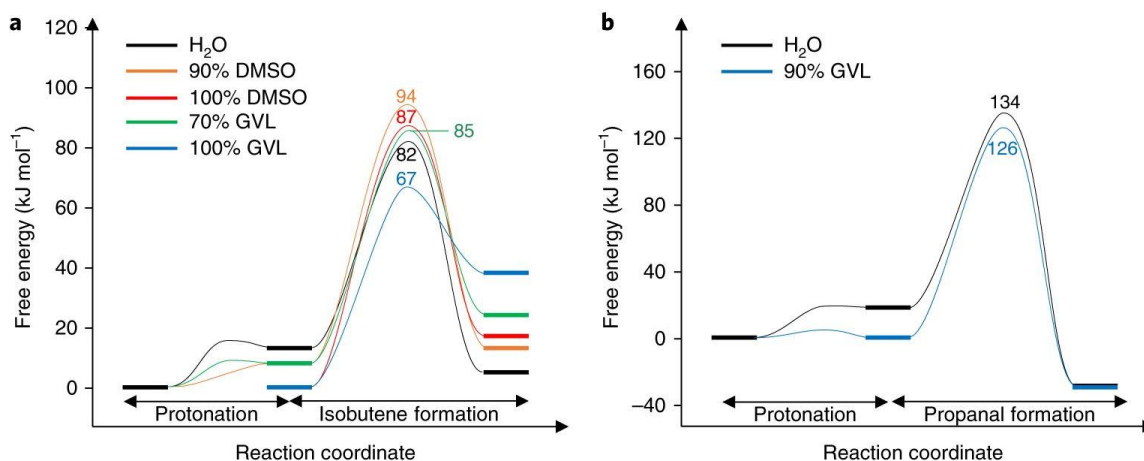 a
120
100
80
60
40
20
0
Free energy (kJ mol⁻¹)
H₂O
90% DMSO
100% DMSO
70% GVL
100% GVL
94
87
85
82
67
Protonation
Isobutene formation
Reaction coordinate
b
160
120
80
40
0
–40
Free energy (kJ mol⁻¹)
H₂O
90% GVL
134
126
Protonation
Propanal formation
Reaction coordinate